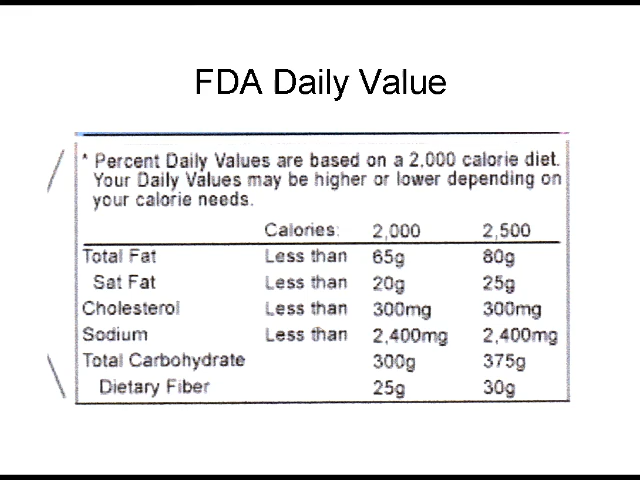 FDA Daily Value
* Percent Daily Values are based on a 2,000 calorie diet.
Your Daily Values may be higher or lower depending on
your calorie needs.
Calories: 2,000 2,500
Total Fat Less than 65g 80g
Sat Fat Less than 20g 25g
Cholesterol Less than 300mg 300mg
Sodium Less than 2,400mg 2,400mg
Total Carbohydrate 300g 375g
Dietary Fiber 25g 30g